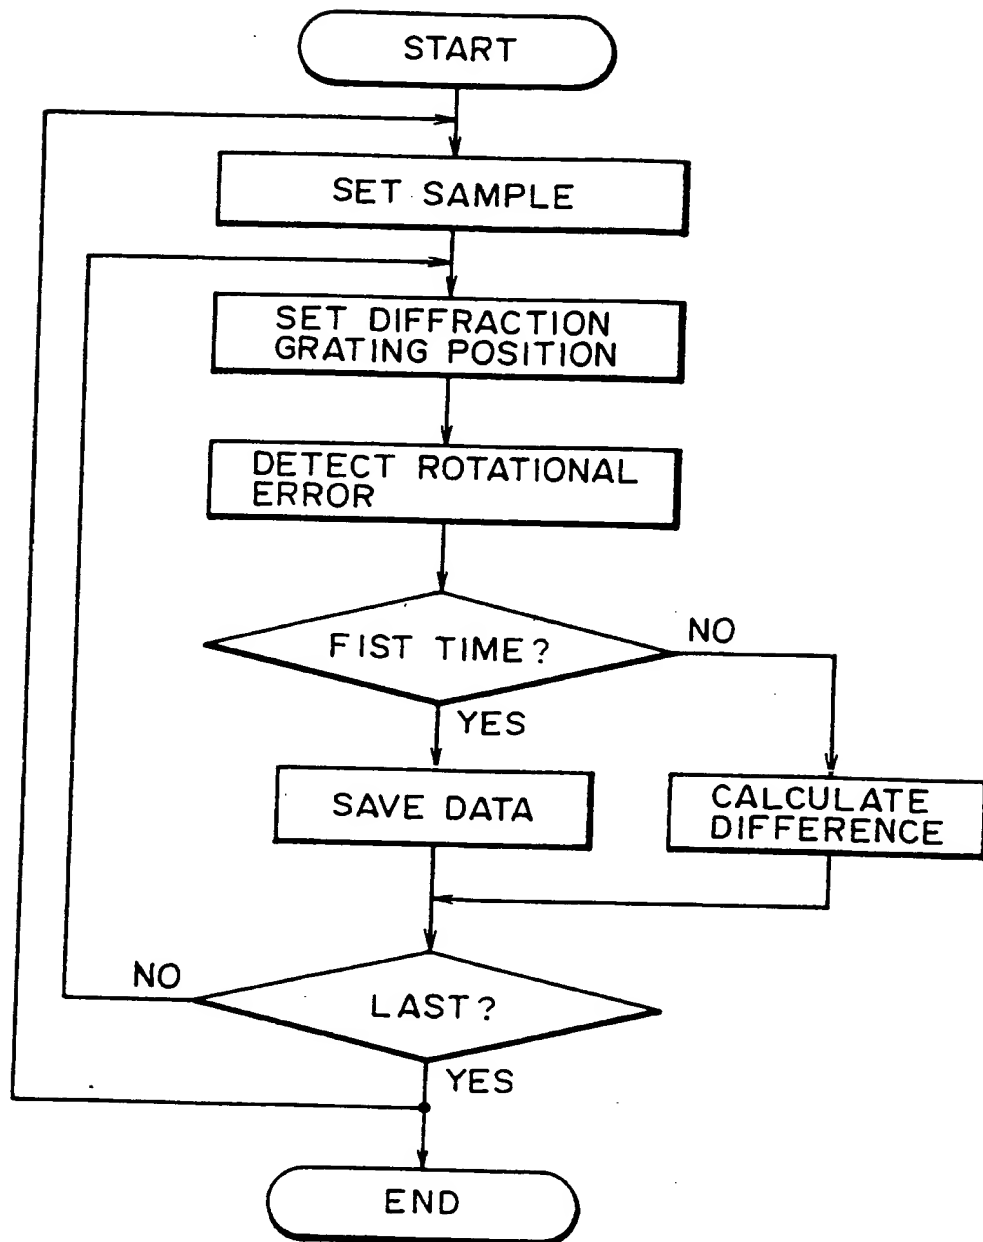 START
SET SAMPLE
SET DIFFRACTION
GRATING POSITION
DETECT ROTATIONAL
ERROR
FIST TIME?
NO
YES
SAVE DATA
CALCULATE
DIFFERENCE
NO
LAST?
YES
END